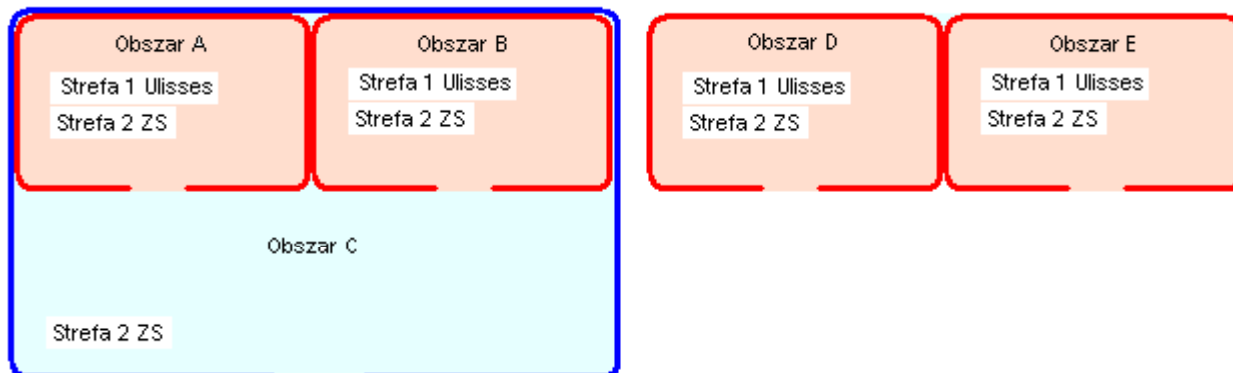 Obszar A
Strefa 1 Ulisses
Strefa 2 ZS
Obszar B
Strefa 1 Ulisses
Strefa 2 ZS
Obszar C
Strefa 2 ZS
Obszar D
Strefa 1 Ulisses
Strefa 2 ZS
Obszar E
Strefa 1 Ulisses
Strefa 2 ZS